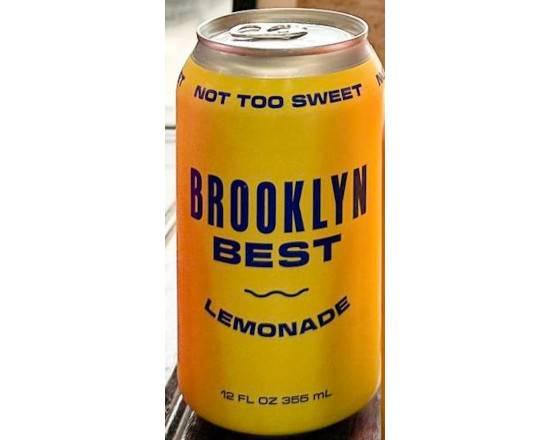 NOT TOO SWEET
BROOKLYN
BEST
LEMONADE
12 FL OZ 355 mL